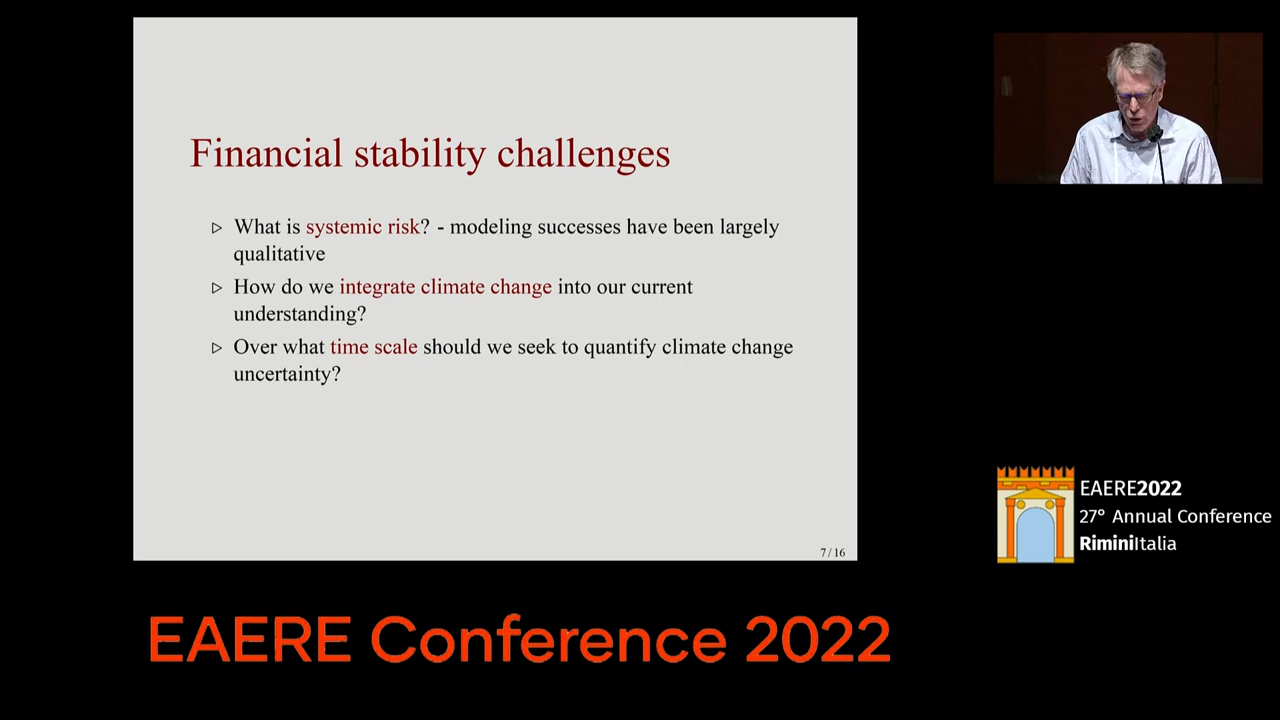 Financial stability challenges
▷ What is systemic risk? - modeling successes have been largely
qualitative
▷ How do we integrate climate change into our current
understanding?
▷ Over what time scale should we seek to quantify climate change
uncertainty?
7 / 16
EAERE2022
27° Annual Conference
RiminiItalia
EAERE Conference 2022